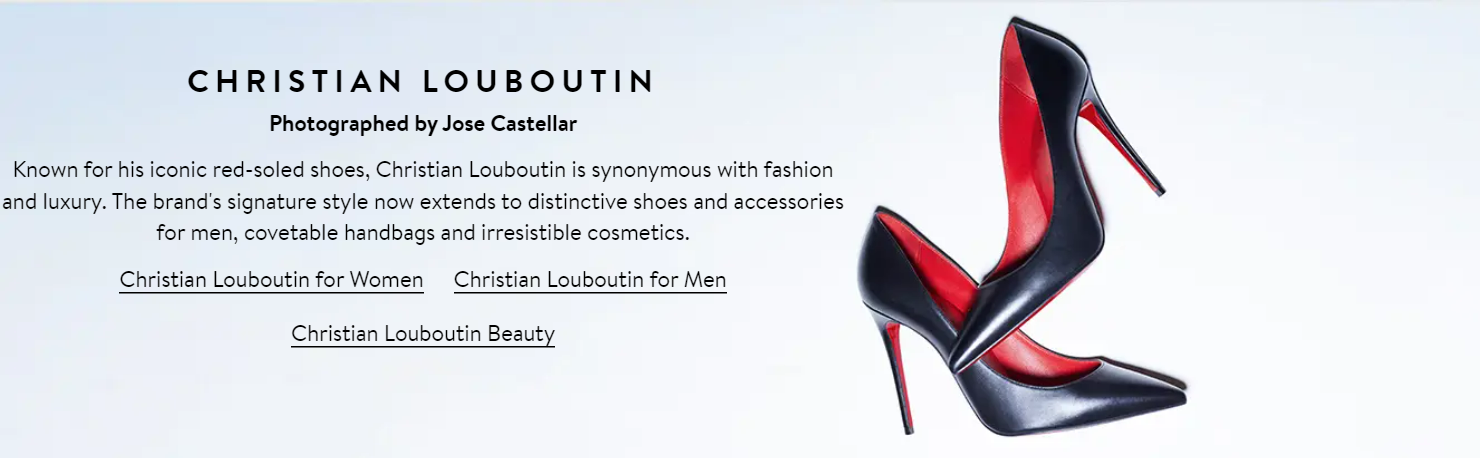 CHRISTIAN LOUBOUTIN
Photographed by Jose Castellar
Known for his iconic red-soled shoes, Christian Louboutin is synonymous with fashion
and luxury. The brand's signature style now extends to distinctive shoes and accessories
for men, covetable handbags and irresistible cosmetics.
Christian Louboutin for Women Christian Louboutin for Men
Christian Louboutin Beauty